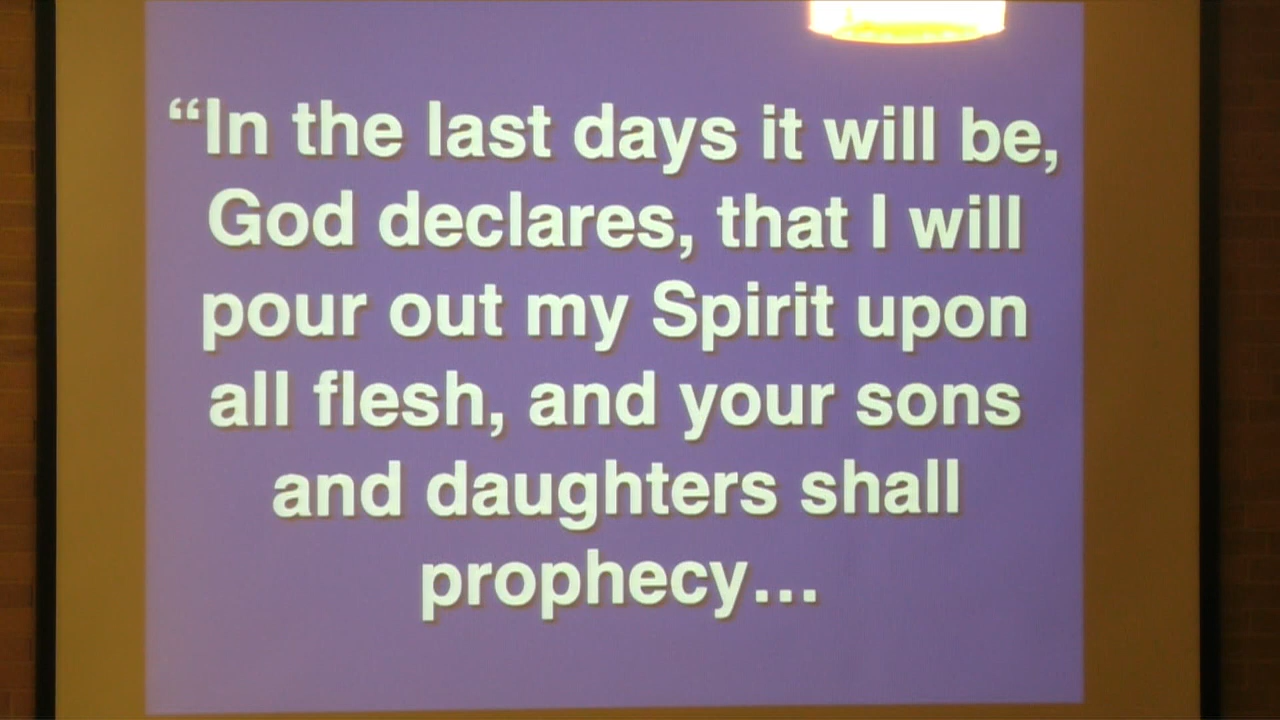 “In the last days it will be,
God declares, that I will
pour out my Spirit upon
all flesh, and your sons
and daughters shall
prophecy…